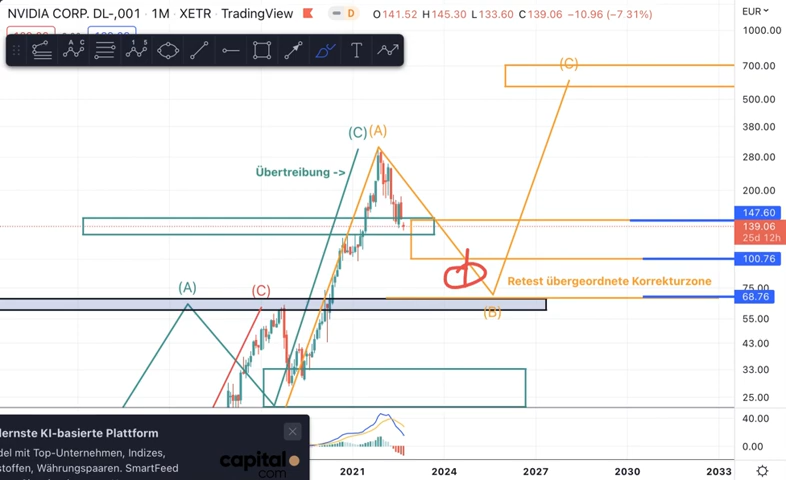 NVIDIA CORP. DL-,001 · 1M · XETR · TradingView D O141.52 H145.30 L133.60 C139.06 -10.96 (-7.31%) EUR
1000.00
700.00
(C)
500.00
380.00
(C) (A)
280.00
Übertreibung ->
200.00
147.60
139.06
25d 12h
100.76
Retest übergeordnete Korrekturzone
75.00
68.76
(A) (C)
(B)
55.00
43.00
33.00
25.00
40.00
0.00
dernste KI-basierte Plattform
del mit Top-Unternehmen, Indizes,
stoffen, Währungspaaren. SmartFeed
capital
com
2021 2024 2027 2030 2033